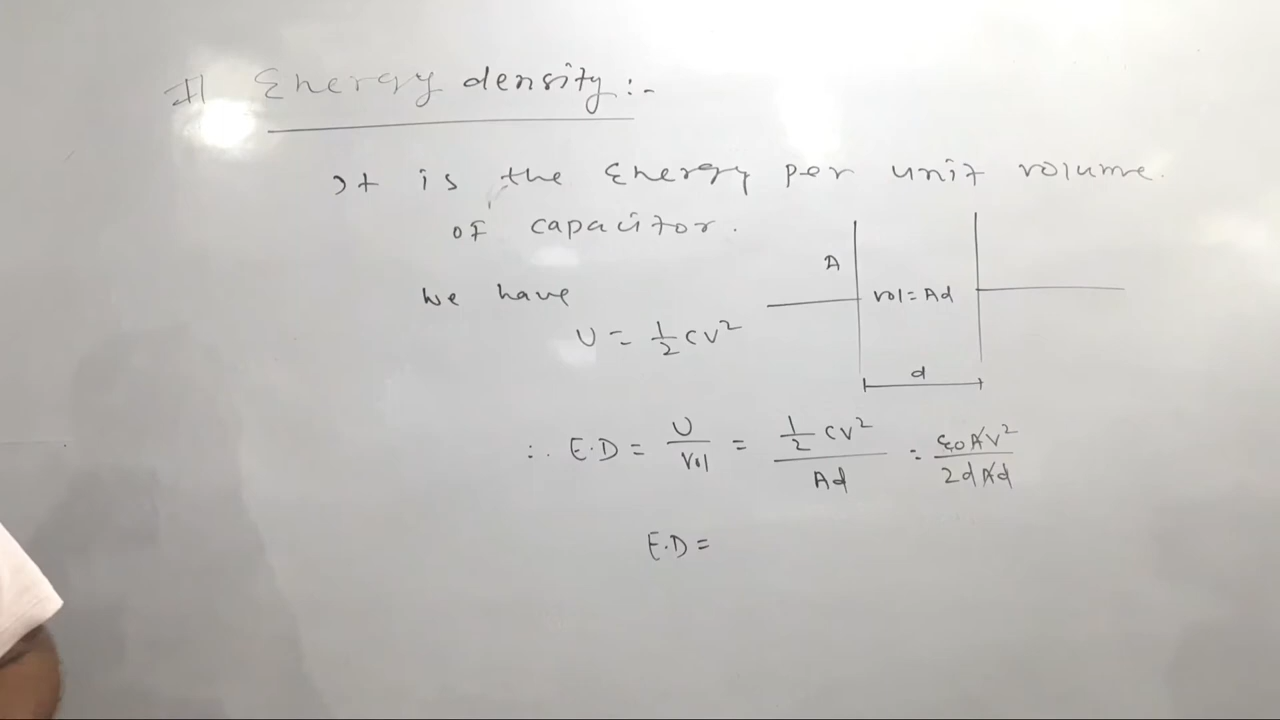 # Energy density :-
It is the Energy per unit volume.
of capacitor.
A
we have
vol = Ad
U = 1/2 CV²
d
∴ E.D = U/Vol = (1/2 CV²)/(Ad) = (ε₀AV²)/(2dAd)
E.D =